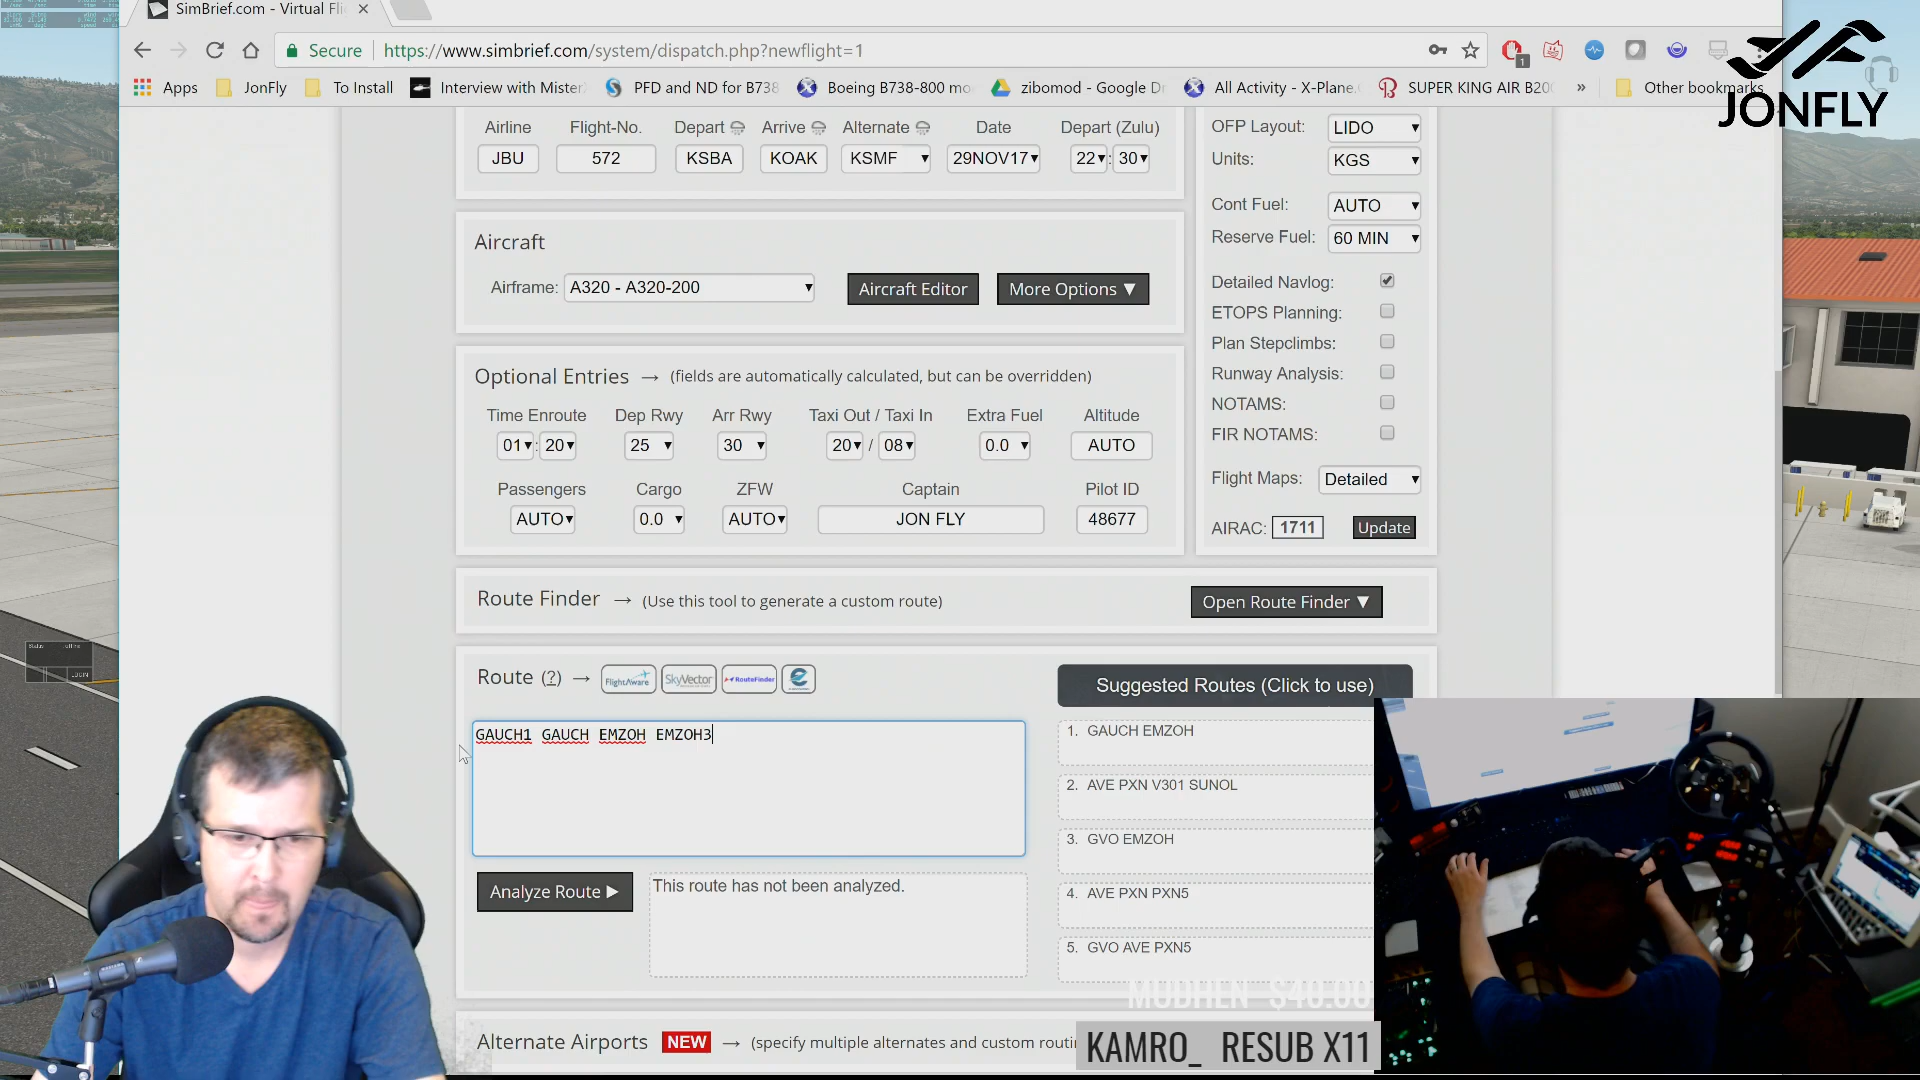 SimBrief.com - Virtual Fli
Secure
https://www.simbrief.com/system/dispatch.php?newflight=1
1
Apps
JonFly
To Install
Interview with Mister
PFD and ND for B738
Boeing B738-800 mo
zibomod - Google Dr
All Activity - X-Plane.
SUPER KING AIR B200
»
Other bookmarks
JONFLY
Airline
Flight-No.
Depart
Arrive
Alternate
Date
Depart (Zulu)
JBU
572
KSBA
KOAK
KSMF
29NOV17
22 : 30
OFP Layout: LIDO
Units: KGS
Cont Fuel: AUTO
Reserve Fuel: 60 MIN
Detailed Navlog:
ETOPS Planning:
Plan Stepclimbs:
Runway Analysis:
NOTAMS:
FIR NOTAMS:
Flight Maps: Detailed
AIRAC: 1711 Update
Aircraft
Airframe: A320 - A320-200
Aircraft Editor
More Options ▼
Optional Entries → (fields are automatically calculated, but can be overridden)
Time Enroute
Dep Rwy
Arr Rwy
Taxi Out / Taxi In
Extra Fuel
Altitude
01 : 20
25
30
20 / 08
0.0
AUTO
Passengers
Cargo
ZFW
Captain
Pilot ID
AUTO
0.0
AUTO
JON FLY
48677
Route Finder → (Use this tool to generate a custom route)
Open Route Finder ▼
Route (?) →
FlightAware
SkyVector
RouteFinder
GAUCH1 GAUCH EMZOH EMZOH3
Analyze Route ▶
This route has not been analyzed.
Suggested Routes (Click to use)
1. GAUCH EMZOH
2. AVE PXN V301 SUNOL
3. GVO EMZOH
4. AVE PXN PXN5
5. GVO AVE PXN5
MUDHEN $40.00
Alternate Airports NEW → (specify multiple alternates and custom routi
KAMRO_ RESUB X11